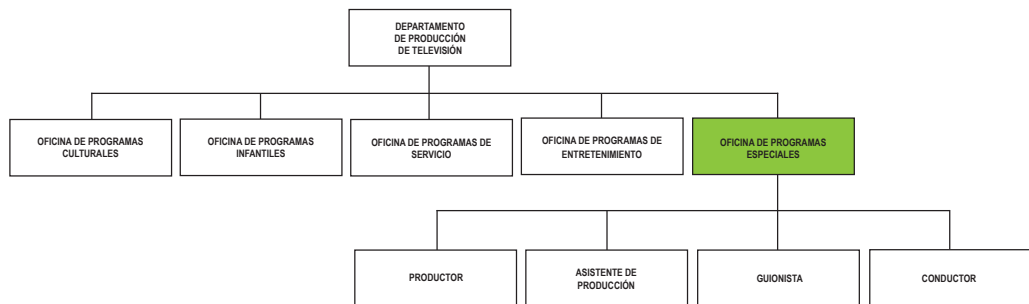 DEPARTAMENTO
DE PRODUCCIÓN
DE TELEVISIÓN
OFICINA DE PROGRAMAS
CULTURALES
OFICINA DE PROGRAMAS
INFANTILES
OFICINA DE PROGRAMAS DE
SERVICIO
OFICINA DE PROGRAMAS DE
ENTRETENIMIENTO
OFICINA DE PROGRAMAS
ESPECIALES
PRODUCTOR
ASISTENTE DE
PRODUCCIÓN
GUIONISTA
CONDUCTOR